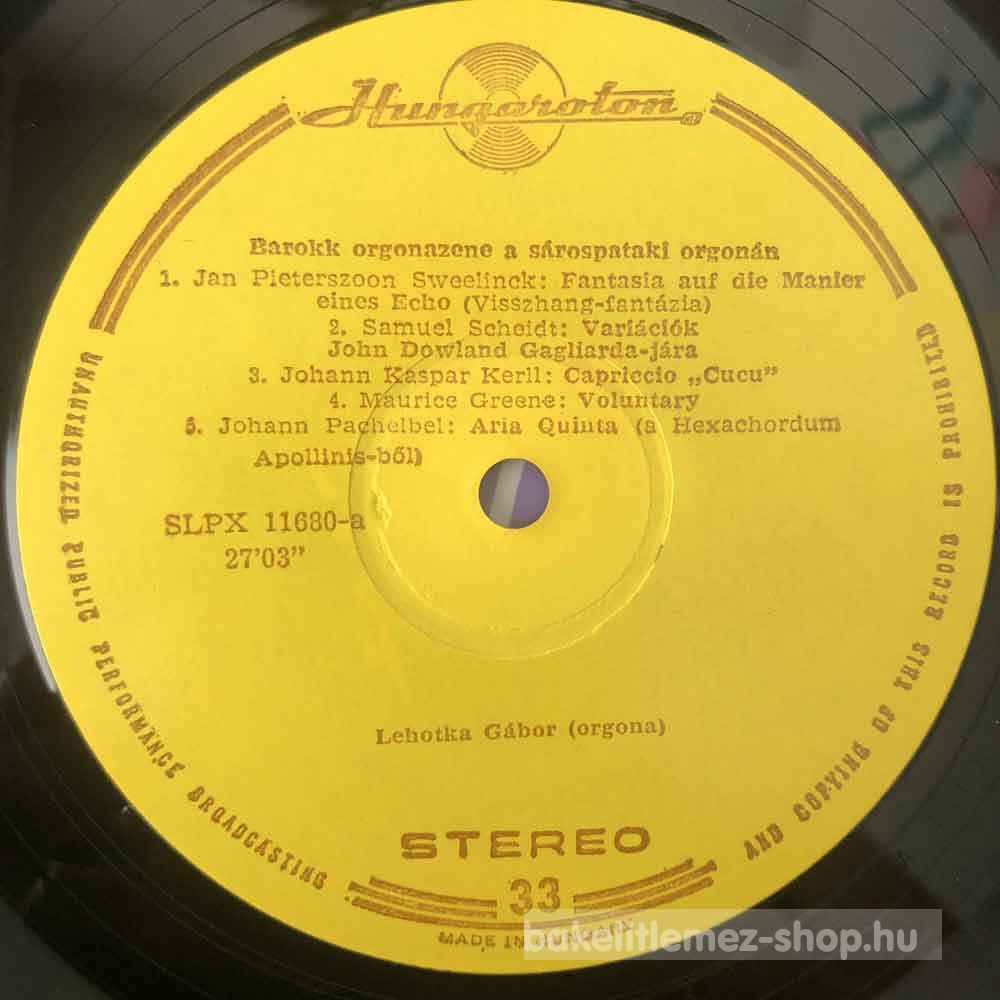 Hungaroton
Barokk orgonazene a sárospataki orgonán
1. Jan Pieterszoon Sweelinck: Fantasia auf die Manier
eines Echo (Visszhang-fantázia)
2. Samuel Scheidt: Variációk
John Dowland Gagliarda-jára
3. Johann Kaspar Kerll: Capriccio „Cucu”
4. Maurice Greene: Voluntary
5. Johann Pachelbel: Aria Quinta (a Hexachordum
Apollinis-ből)
SLPX 11680-a
27'03”
Lehotka Gábor (orgona)
STEREO
33
MADE IN HUNGARY
UNAUTHORIZED PUBLIC PERFORMANCE BROADCASTING
AND COPYING OF THIS RECORD IS PROHIBITED
bakelitlemez-shop.hu